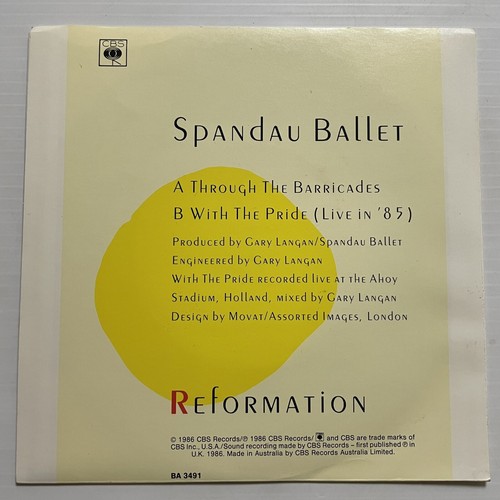 CBS
Spandau Ballet
A Through The Barricades
B With The Pride (Live in '85)
Produced by Gary Langan/Spandau Ballet
Engineered by Gary Langan
With The Pride recorded live at the Ahoy
Stadium, Holland, mixed by Gary Langan
Design by Movat/Assorted Images, London
Reformation
© 1986 CBS Records/℗ 1986 CBS Records/ and CBS are trade marks of
CBS Inc., U.S.A./Sound recording made by CBS Records – first published ℗ in
U.K. 1986. Made in Australia by CBS Records Australia Limited.
BA 3491